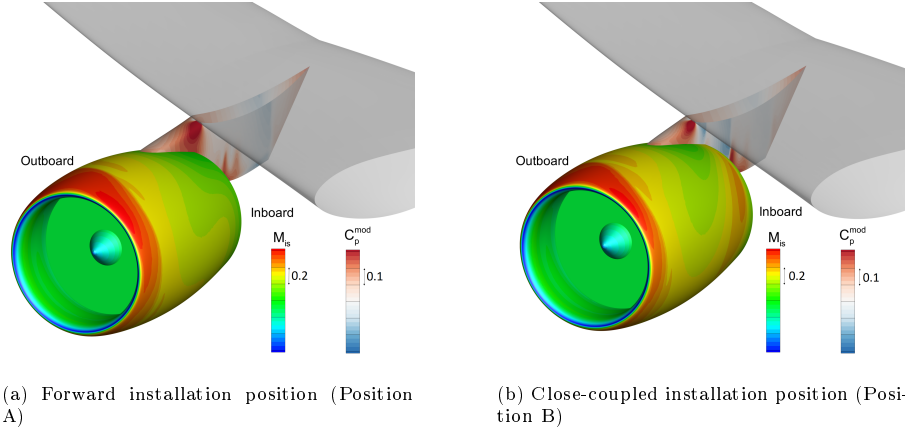 Outboard
Inboard
M_is
0.2
C_p^mod
0.1
(a) Forward installation position (Position
A)
Outboard
Inboard
M_is
0.2
C_p^mod
0.1
(b) Close-coupled installation position (Posi-
tion B)